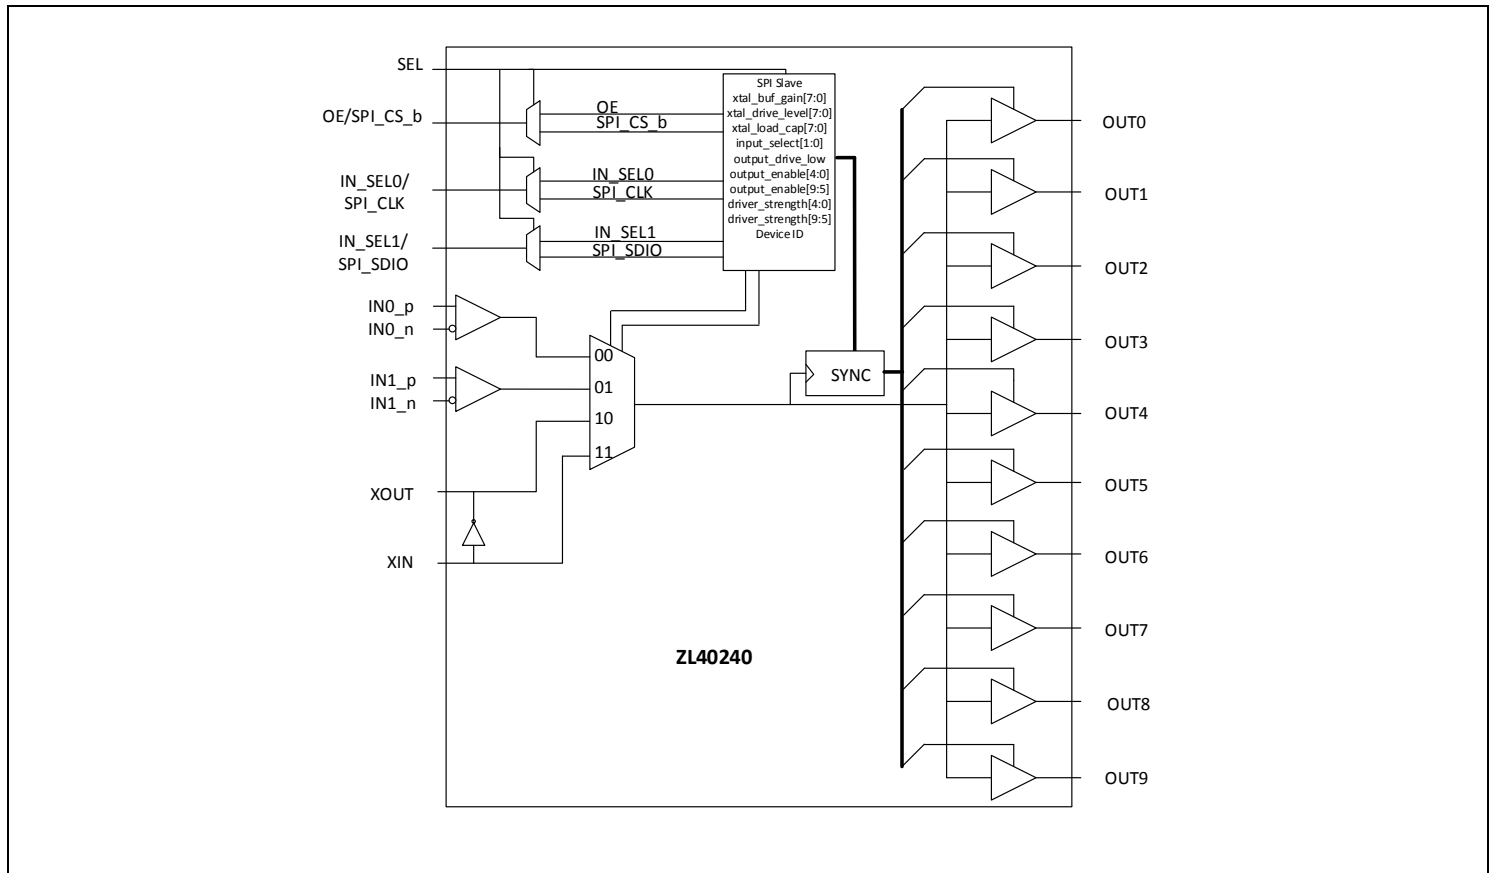 SEL
OE/SPI_CS_b
IN_SEL0/
SPI_CLK
IN_SEL1/
SPI_SDIO
IN0_p
IN0_n
IN1_p
IN1_n
XOUT
XIN
OE
SPI_CS_b
IN_SEL0
SPI_CLK
IN_SEL1
SPI_SDIO
SPI Slave
xtal_buf_gain[7:0]
xtal_drive_level[7:0]
xtal_load_cap[7:0]
input_select[1:0]
output_drive_low
output_enable[4:0]
output_enable[9:5]
driver_strength[4:0]
driver_strength[9:5]
Device ID
00
01
10
11
SYNC
ZL40240
OUT0
OUT1
OUT2
OUT3
OUT4
OUT5
OUT6
OUT7
OUT8
OUT9